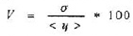 V = σ / < y > * 100